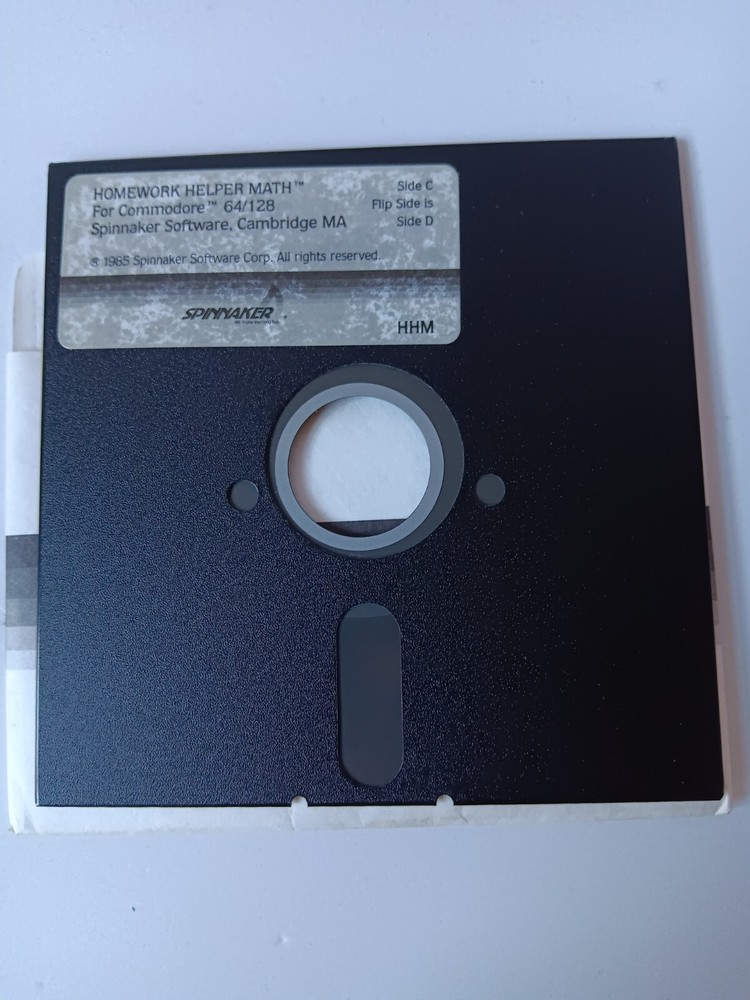 HOMEWORK HELPER MATH™ Side C
For Commodore™ 64/128 Flip Side is
Spinnaker Software, Cambridge MA Side D
© 1985 Spinnaker Software Corp. All rights reserved.
SPINNAKER
HHM